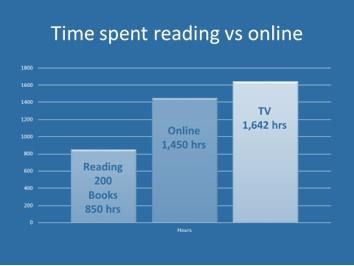 Time spent reading vs online
1800
1600
1400
1200
1000
800
600
400
200
0
Reading
200
Books
850 hrs
Online
1,450 hrs
TV
1,642 hrs
Hours